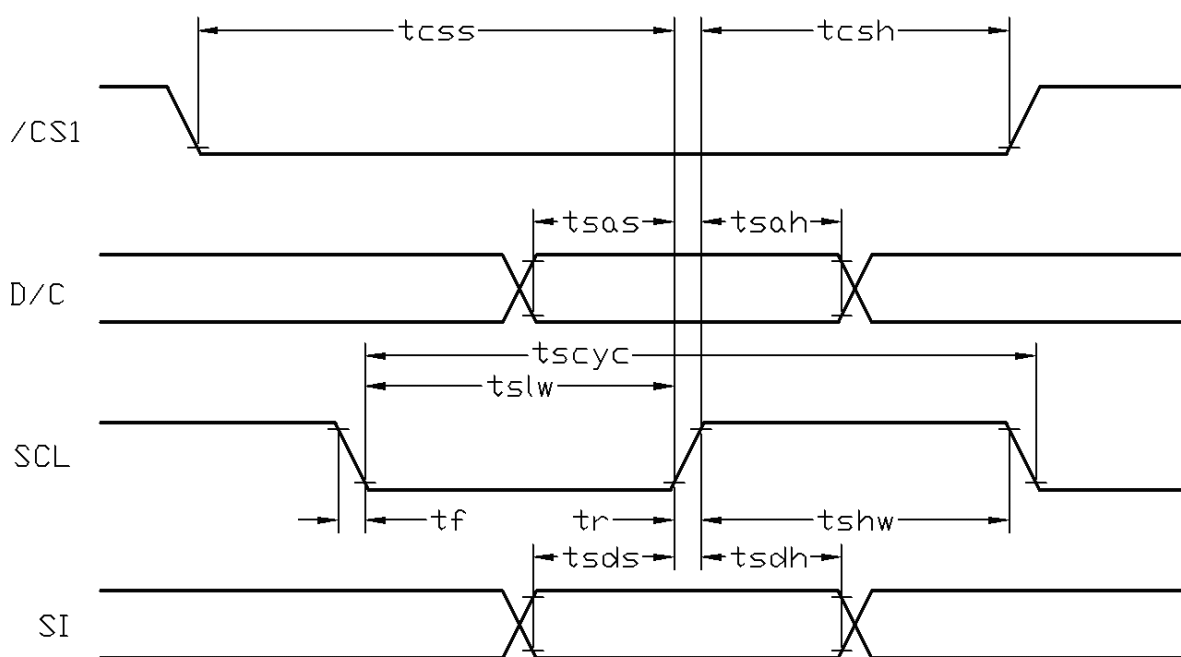 tcss tcsh
/CS1
tsas tsah
D/C
tscyc
tslw
SCL
tf tr tshw
tsds tsdh
SI